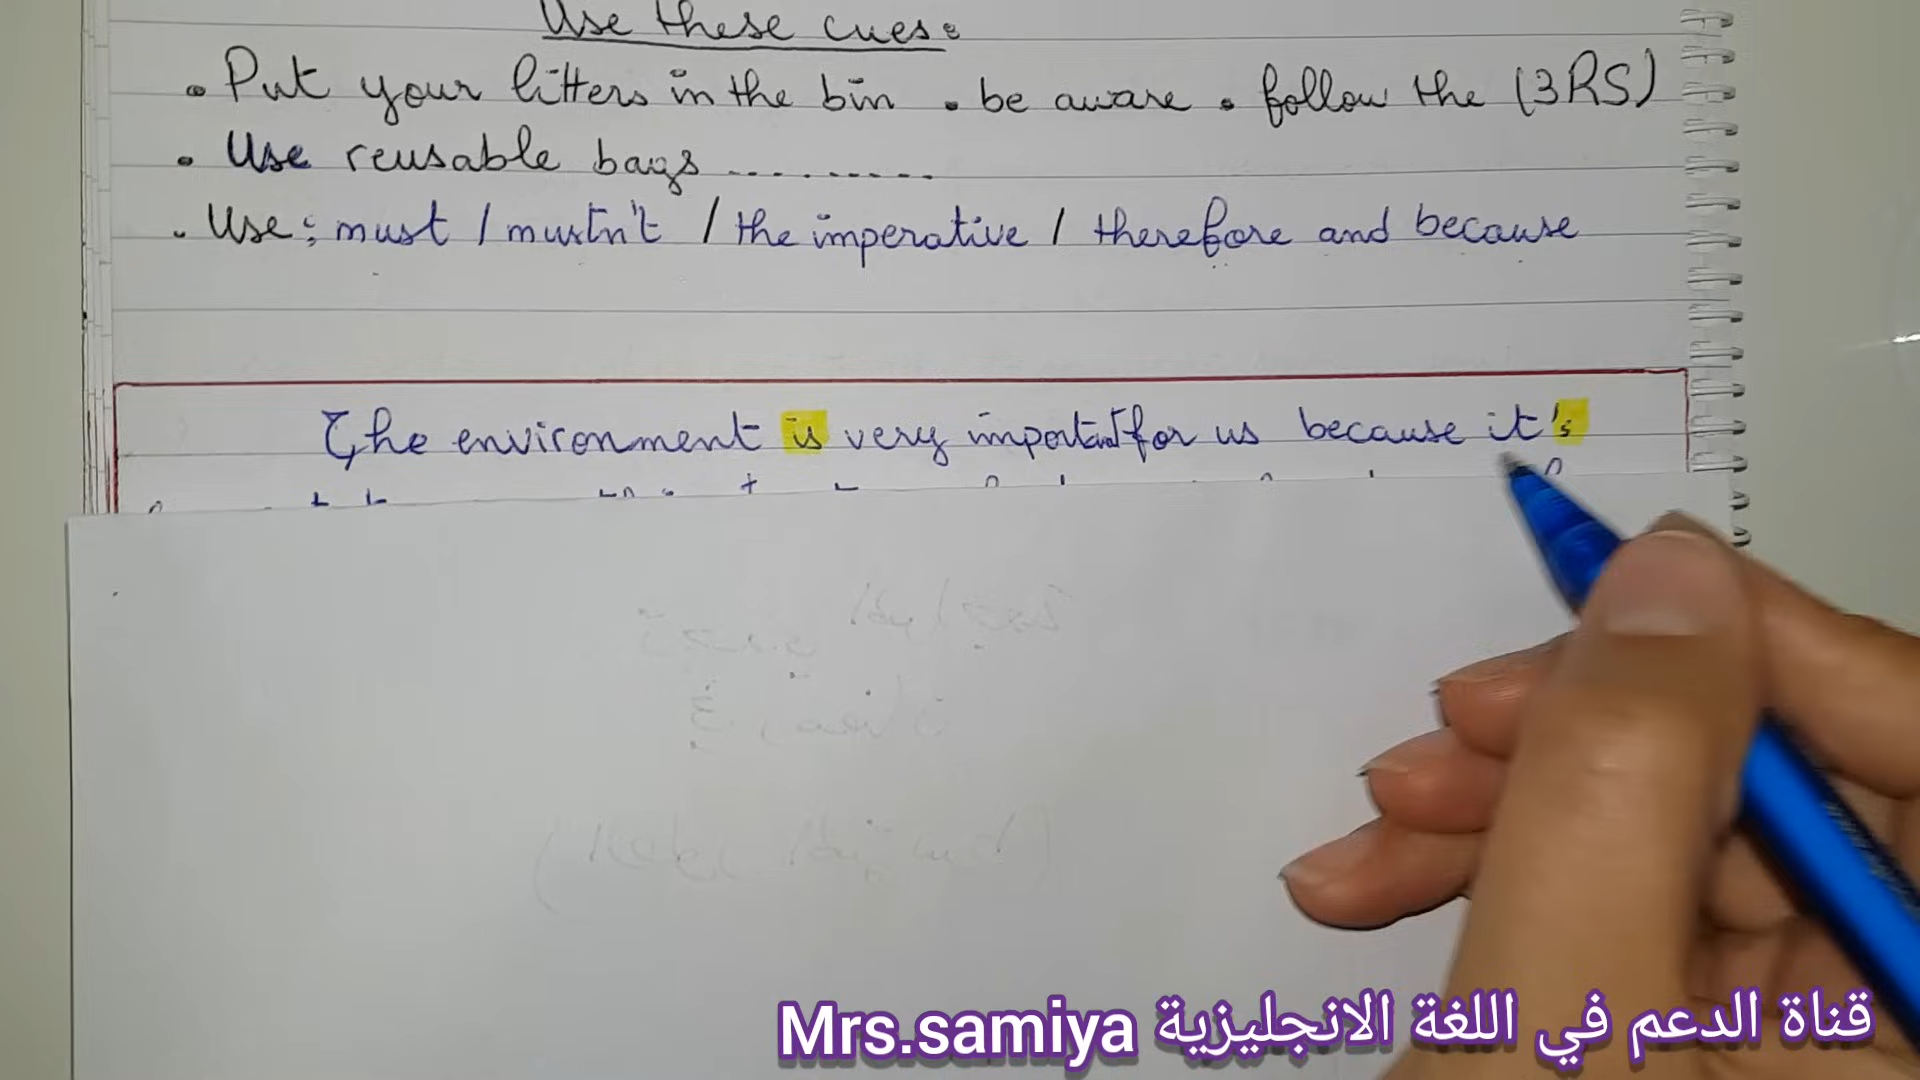 Use these cues:
• Put your litters in the bin • be aware • follow the (3RS)
• Use reusable bags .........
• Use: must / mustn't / the imperative / therefore and because
The environment is very important for us because it's
Mrs.samiya قناة الدعم في اللغة الانجليزية